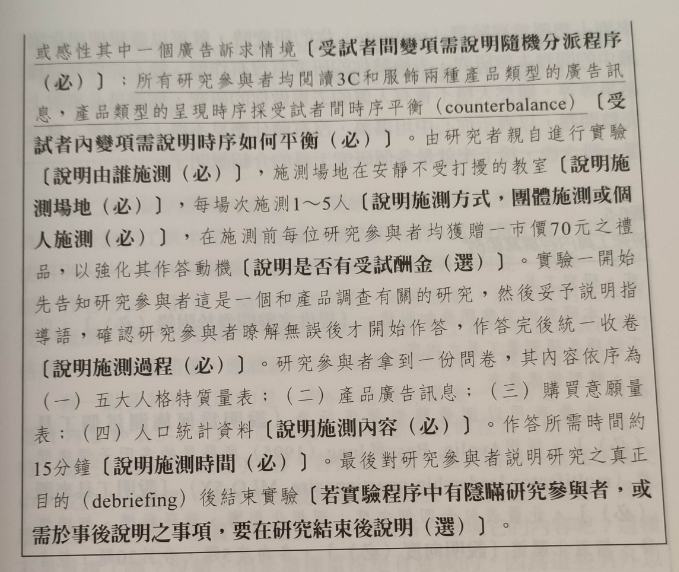 或感性其中一個廣告訴求情境〔受試者間變項需說明隨機分派程序
（必）〕；所有研究參與者均閱讀3C和服飾兩種產品類型的廣告訊
息，產品類型的呈現時序採受試者間時序平衡（counterbalance）〔受
試者內變項需說明時序如何平衡（必）〕。由研究者親自進行實驗
〔說明由誰施測（必）〕，施測場地在安靜不受打擾的教室〔說明施
測場地（必）〕，每場次施測1～5人〔說明施測方式，團體施測或個
人施測（必）〕，在施測前每位研究參與者均獲贈一市價70元之禮
品，以強化其作答動機〔說明是否有受試酬金（選）〕。實驗一開始
先告知研究參與者這是一個和產品調查有關的研究，然後妥予說明指
導語，確認研究參與者瞭解無誤後才開始作答，作答完後統一收卷
〔說明施測過程（必）〕。研究參與者拿到一份問卷，其內容依序為
（一）五大人格特質量表；（二）產品廣告訊息；（三）購買意願量
表；（四）人口統計資料〔說明施測內容（必）〕。作答所需時間約
15分鐘〔說明施測時間（必）〕。最後對研究參與者說明研究之真正
目的（debriefing）後結束實驗〔若實驗程序中有隱瞞研究參與者，或
需於事後說明之事項，要在研究結束後說明（選）〕。